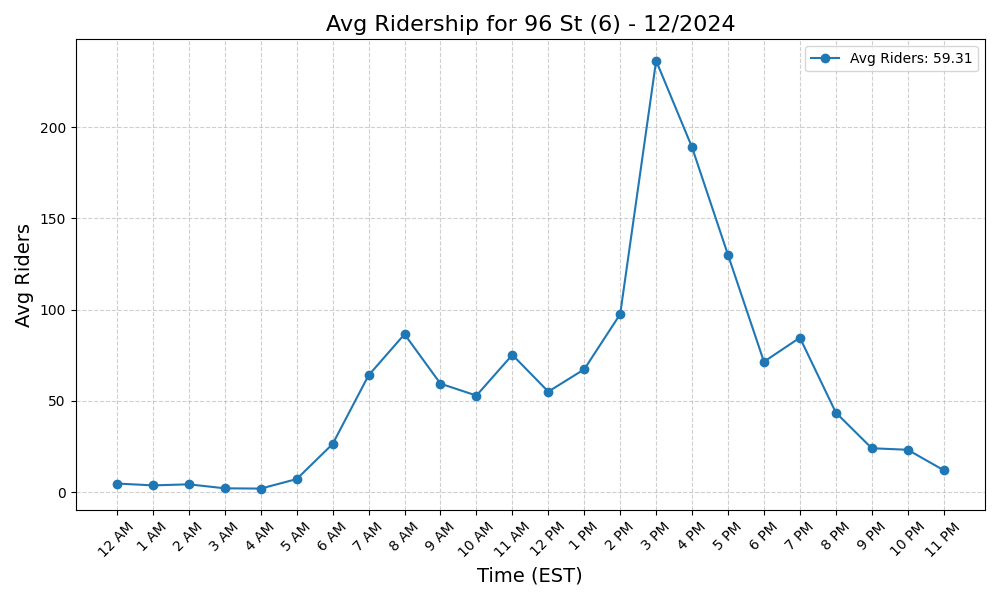 Avg Ridership for 96 St (6) - 12/2024
Avg Riders: 59.31
Avg Riders
200
150
100
50
0
12 AM
1 AM
2 AM
3 AM
4 AM
5 AM
6 AM
7 AM
8 AM
9 AM
10 AM
11 AM
12 PM
1 PM
2 PM
3 PM
4 PM
5 PM
6 PM
7 PM
8 PM
9 PM
10 PM
11 PM
Time (EST)